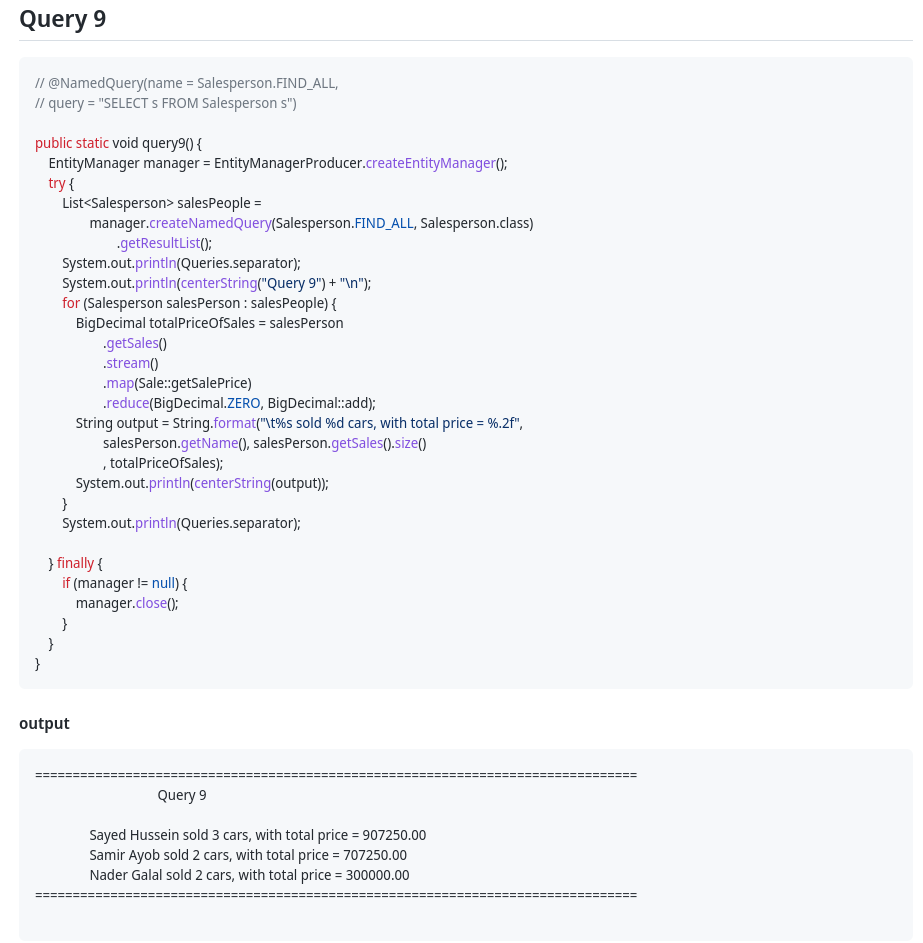 Query 9
// @NamedQuery(name = Salesperson.FIND_ALL,
// query = "SELECT s FROM Salesperson s")
public static void query9() {
EntityManager manager = EntityManagerProducer.createEntityManager();
try {
List<Salesperson> salesPeople =
manager.createNamedQuery(Salesperson.FIND_ALL, Salesperson.class)
.getResultList();
System.out.println(Queries.separator);
System.out.println(centerString("Query 9") + "\n");
for (Salesperson salesPerson : salesPeople) {
BigDecimal totalPriceOfSales = salesPerson
.getSales()
.stream()
.map(Sale::getSalePrice)
.reduce(BigDecimal.ZERO, BigDecimal::add);
String output = String.format("\t%s sold %d cars, with total price = %.2f",
salesPerson.getName(), salesPerson.getSales().size()
, totalPriceOfSales);
System.out.println(centerString(output));
}
System.out.println(Queries.separator);
} finally {
if (manager != null) {
manager.close();
}
}
}
output
================================================================================
Query 9
Sayed Hussein sold 3 cars, with total price = 907250.00
Samir Ayob sold 2 cars, with total price = 707250.00
Nader Galal sold 2 cars, with total price = 300000.00
================================================================================